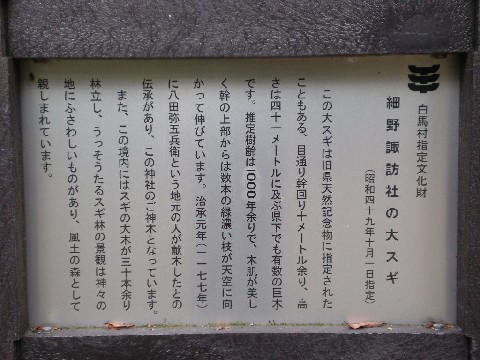 白馬村指定文化財
細野諏訪社の大スギ
(昭和四十九年十月一日指定)
この大スギは旧県天然記念物に指定された
こともある、目通り幹回り十メートル余り、高
さは四十一メートルに及ぶ県下でも有数の巨木
です。推定樹齢は1000年余りで、木肌が美し
く幹の上部からは数本の緑濃い枝が天空に向
かって伸びています。治承元年(一一七七年)
に八田弥五兵衛という地元の人が献木したとの
伝承があり、この神社のご神木となっています。
また、この境内にはスギの大木が三十本余り
林立し、うっそうたるスギ林の景観は神々の
地にふさわしいものがあり、風土の森として
親しまれています。